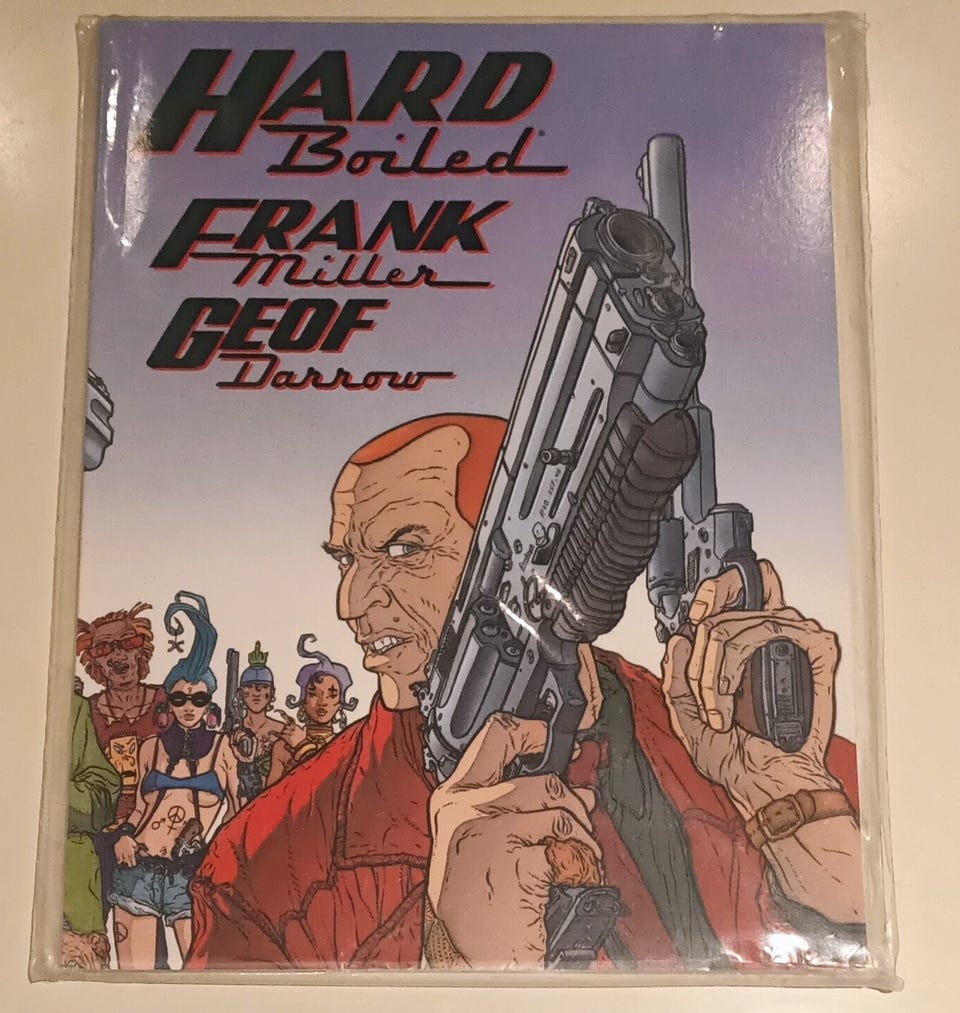 HARD
Boiled
FRANK
Miller
GEOF
Darrow